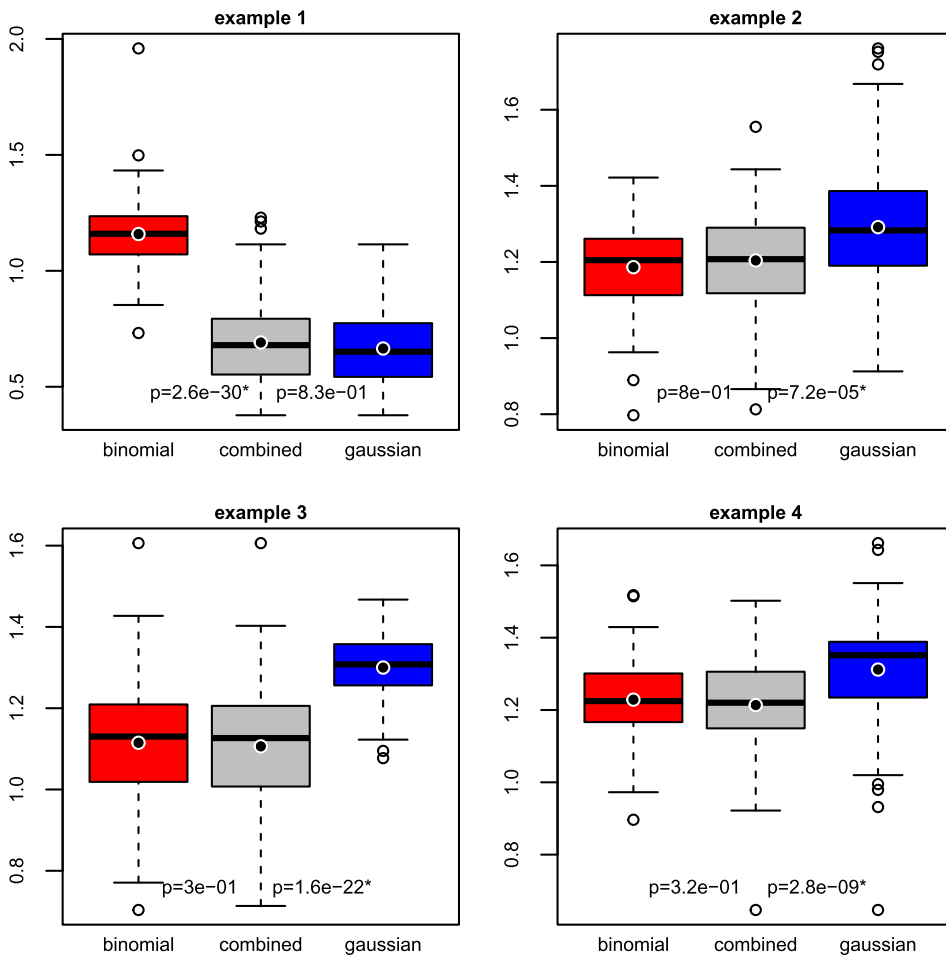 example 1
2.0
1.5
1.0
0.5
p=2.6e−30* p=8.3e−01
binomial combined gaussian
example 2
1.6
1.4
1.2
1.0
0.8
p=8e−01 p=7.2e−05*
binomial combined gaussian
example 3
1.6
1.4
1.2
1.0
0.8
p=3e−01 p=1.6e−22*
binomial combined gaussian
example 4
1.6
1.4
1.2
1.0
0.8
p=3.2e−01 p=2.8e−09*
binomial combined gaussian